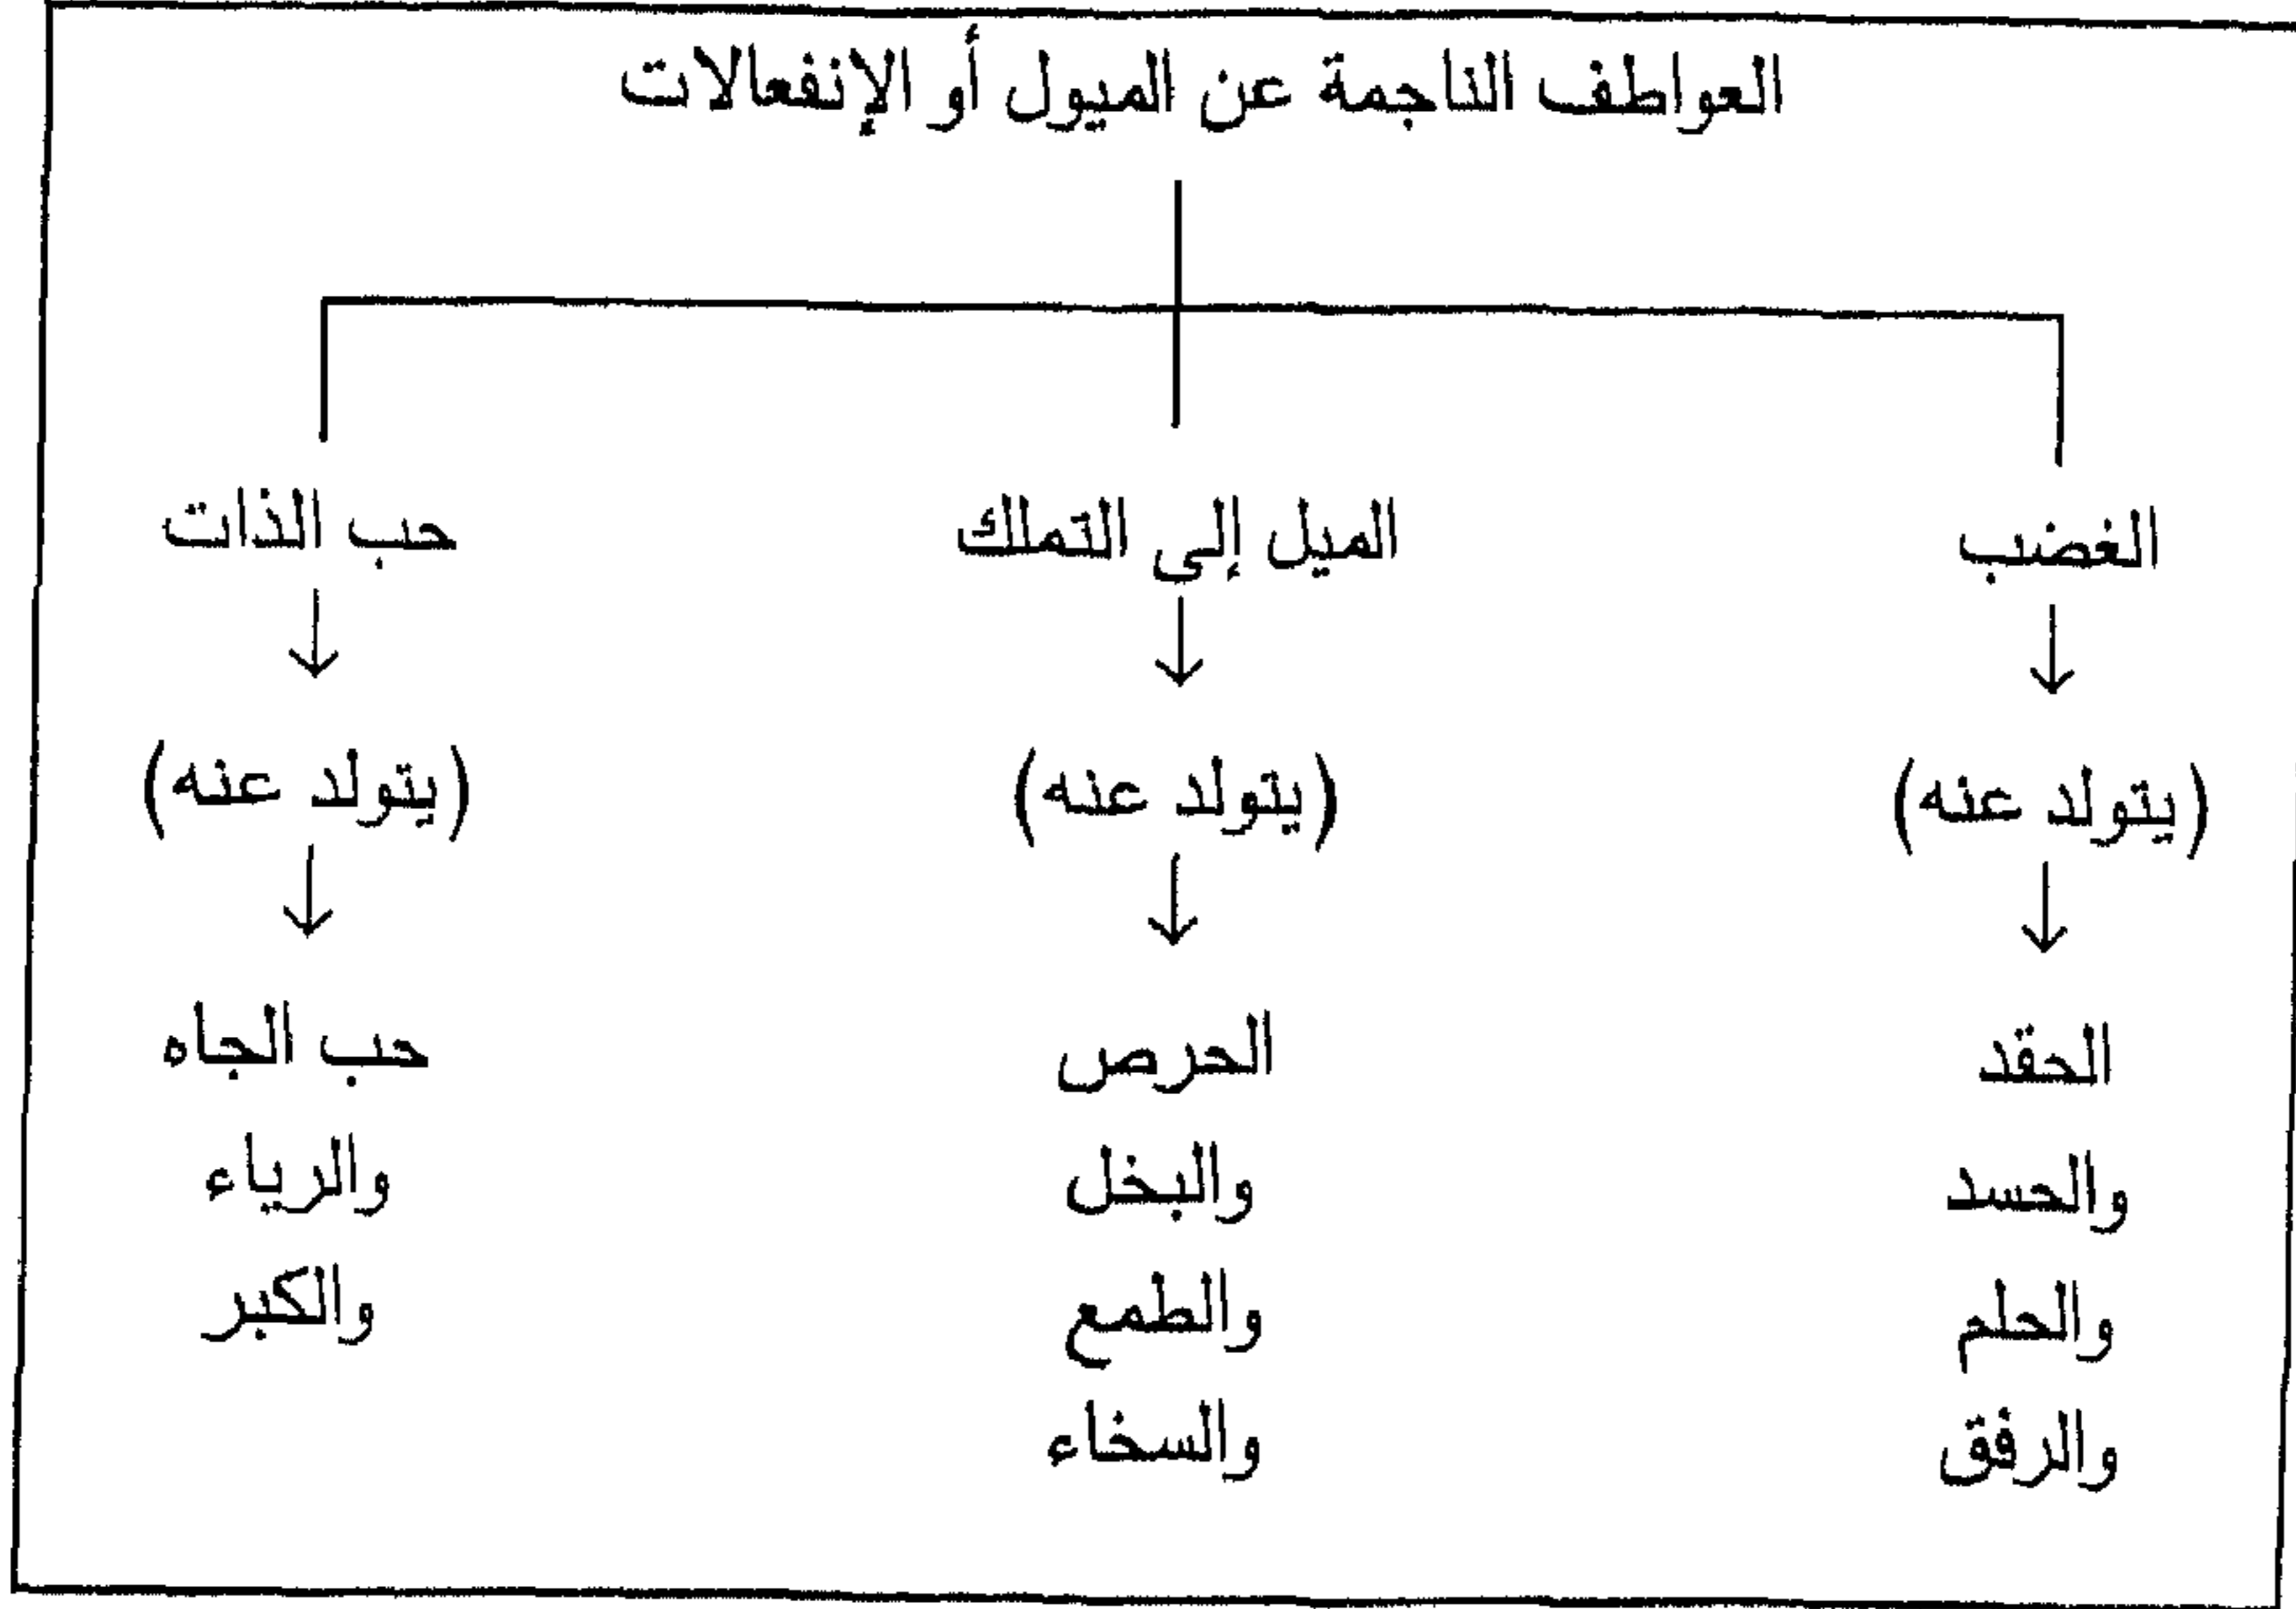 العواطف الناجمة عن الميول أو الإنفعالات
الغضب
الميل إلى التملك
حب الذات
(يتولد عنه)
(يتولد عنه)
(يتولد عنه)
الحقد
والحسد
والحلم
والرفق
الحرص
والبخل
والطمع
والسخاء
حب الجاه
والرياء
والكبر